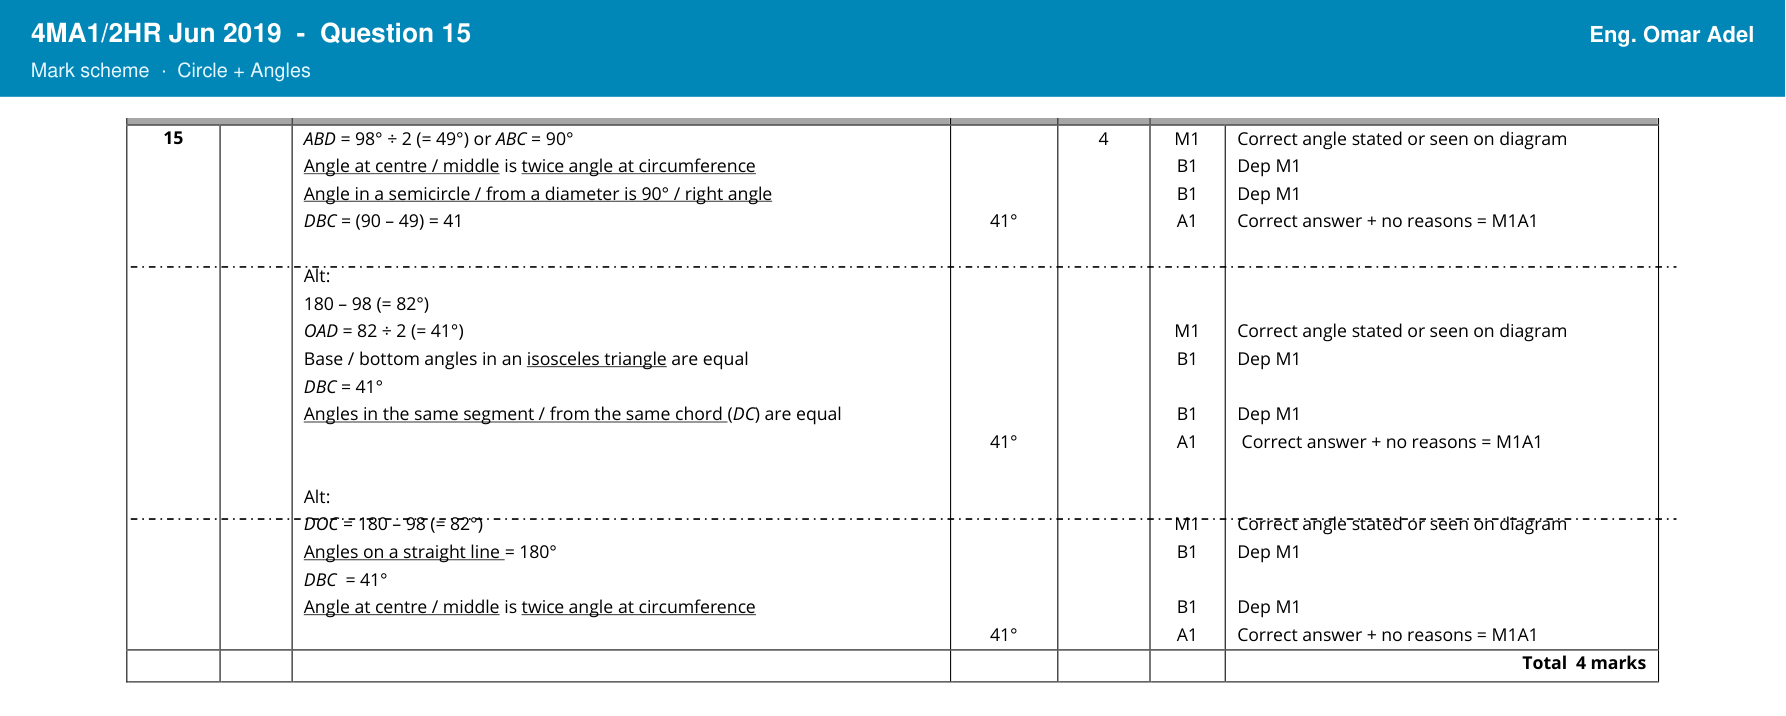 4MA1/2HR Jun 2019 - Question 15
Eng. Omar Adel
Mark scheme · Circle + Angles
15 ABD = 98° ÷ 2 (= 49°) or ABC = 90° 4 M1 Correct angle stated or seen on diagram
Angle at centre / middle is twice angle at circumference B1 Dep M1
Angle in a semicircle / from a diameter is 90° / right angle B1 Dep M1
DBC = (90 – 49) = 41 41° A1 Correct answer + no reasons = M1A1
Alt:
180 – 98 (= 82°)
OAD = 82 ÷ 2 (= 41°) M1 Correct angle stated or seen on diagram
Base / bottom angles in an isosceles triangle are equal B1 Dep M1
DBC = 41°
Angles in the same segment / from the same chord (DC) are equal B1 Dep M1
41° A1 Correct answer + no reasons = M1A1
Alt:
DOC = 180 – 98 (= 82°) M1 Correct angle stated or seen on diagram
Angles on a straight line = 180° B1 Dep M1
DBC = 41°
Angle at centre / middle is twice angle at circumference B1 Dep M1
41° A1 Correct answer + no reasons = M1A1
Total 4 marks